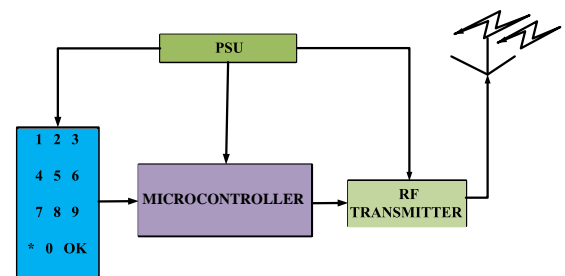 PSU
1 2 3
4 5 6
7 8 9
* 0 OK
MICROCONTROLLER
RF
TRANSMITTER